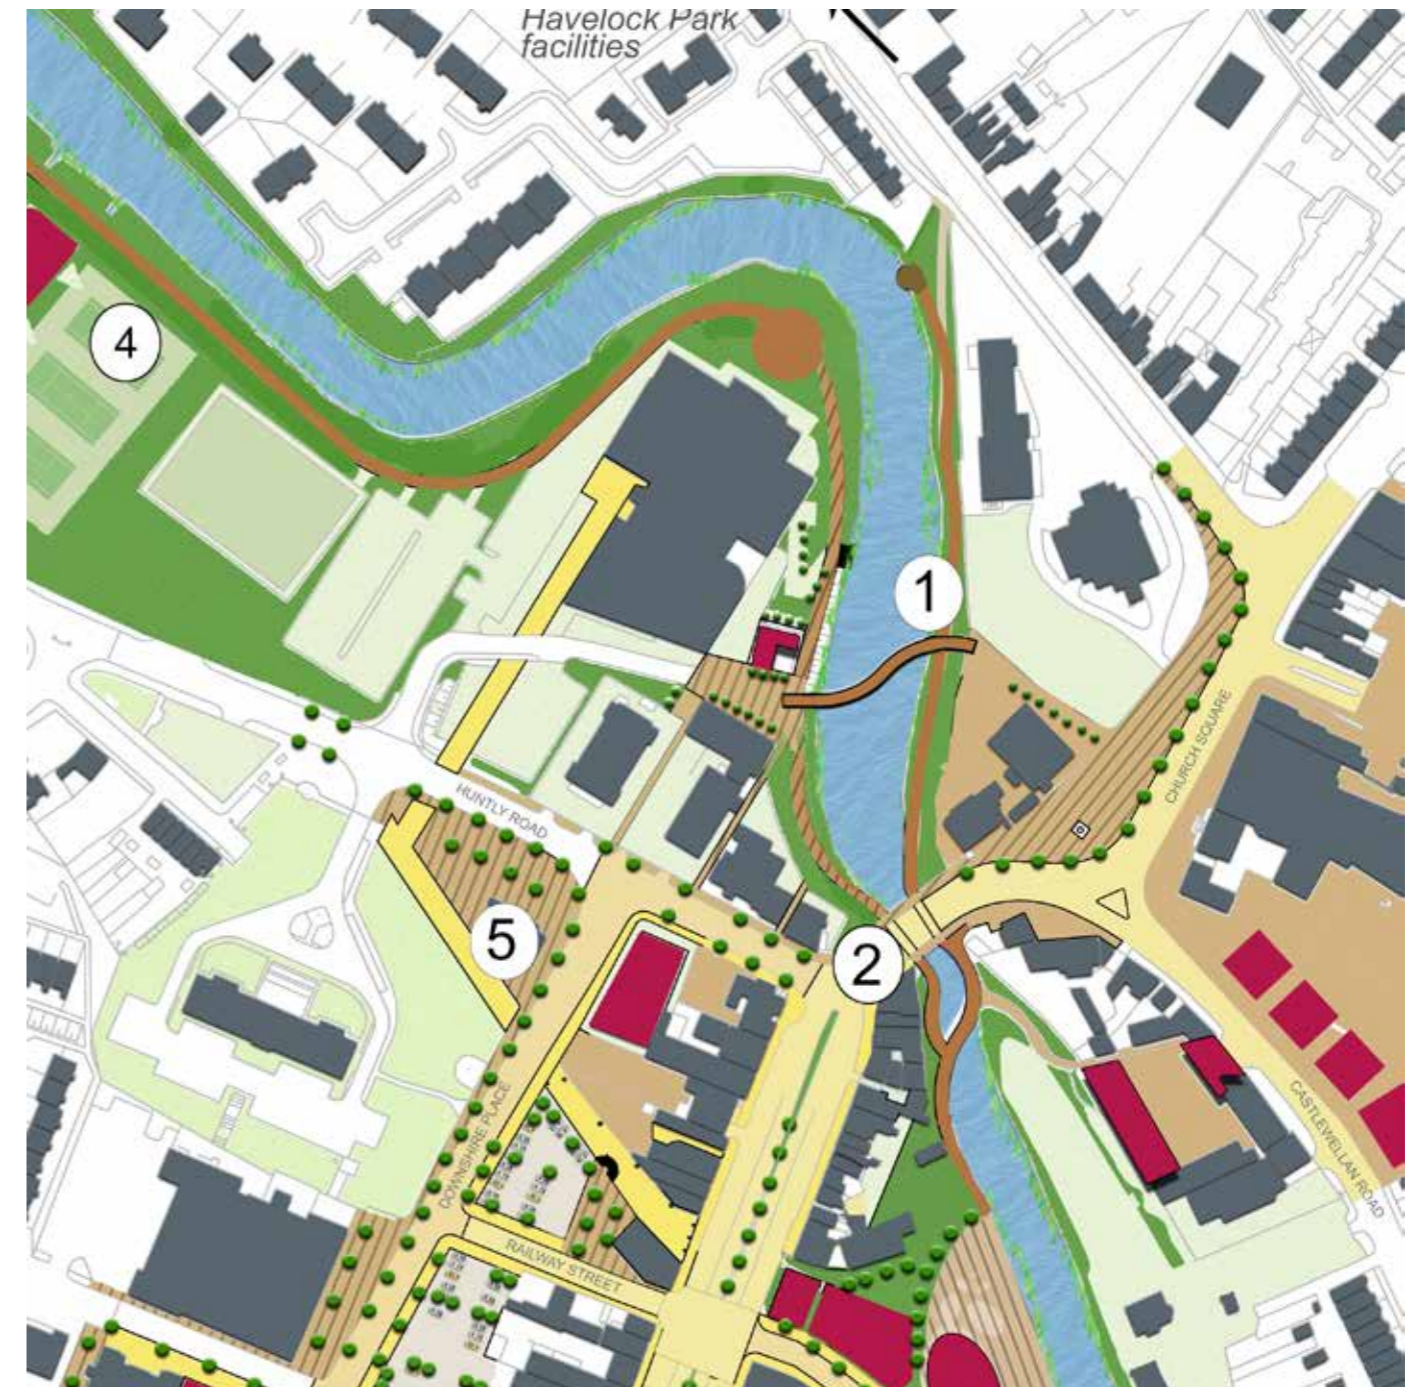 Havelock Park
facilities
4
1
CHURCH SQUARE
HUNTLY ROAD
5
2
CASTLEWELLAN ROAD
DOWNSHIRE PLACE
RAILWAY STREET